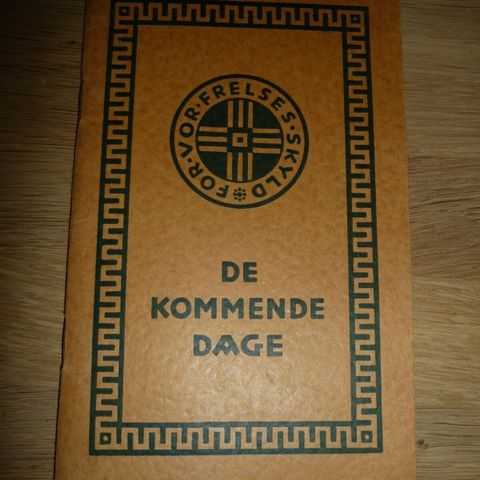 FOR·VOR·FRELSES·SKYLD
DE
KOMMENDE
DAGE